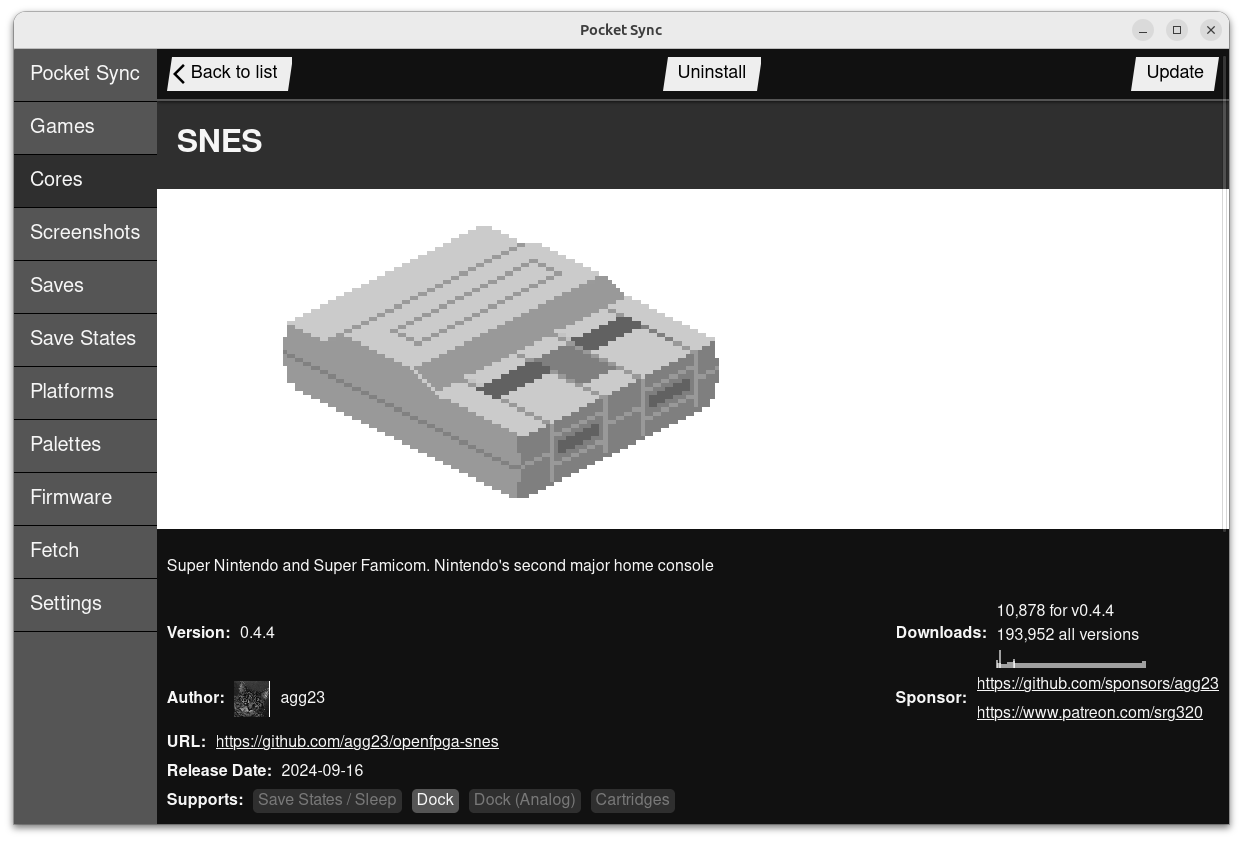 Pocket Sync
Pocket Sync
Games
Cores
Screenshots
Saves
Save States
Platforms
Palettes
Firmware
Fetch
Settings
Back to list
Uninstall
Update
SNES
Super Nintendo and Super Famicom. Nintendo's second major home console
Version: 0.4.4
Downloads: 10,878 for v0.4.4
193,952 all versions
Author: agg23
Sponsor: https://github.com/sponsors/agg23
https://www.patreon.com/srg320
URL: https://github.com/agg23/openfpga-snes
Release Date: 2024-09-16
Supports: Save States / Sleep Dock Dock (Analog) Cartridges